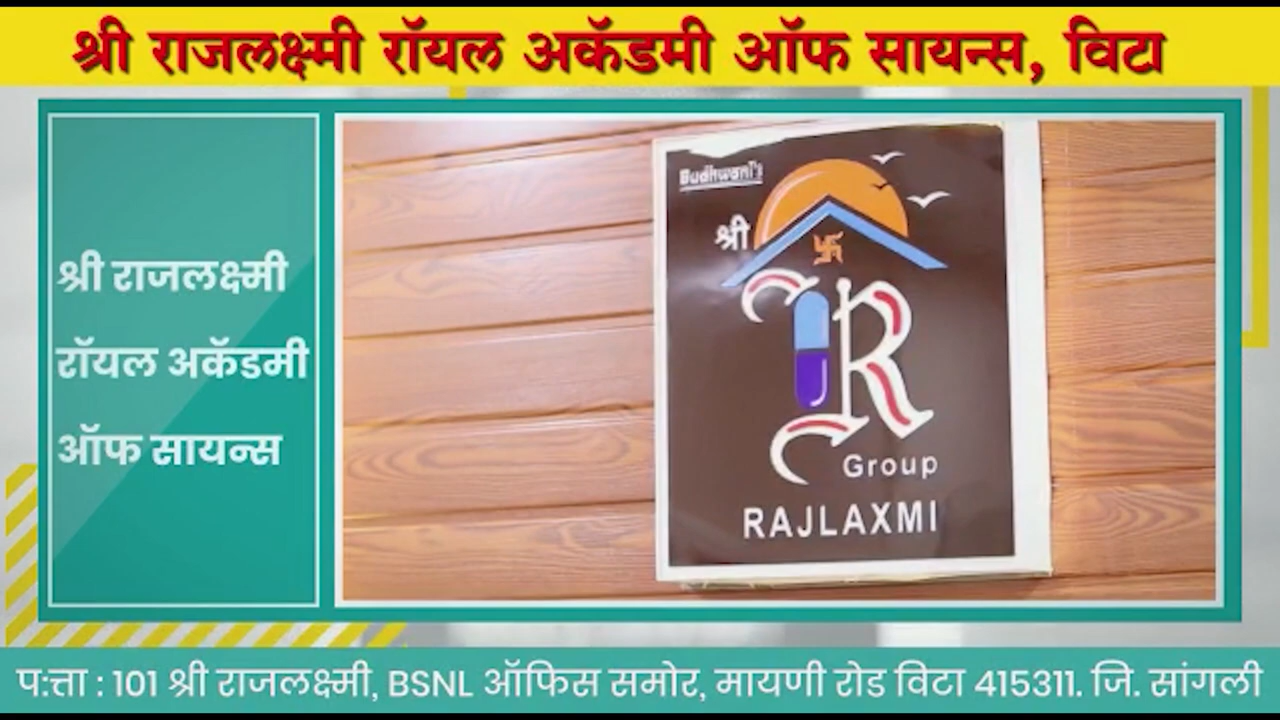 श्री राजलक्ष्मी रॉयल अकॅडमी ऑफ सायन्स, विटा
श्री राजलक्ष्मी
रॉयल अकॅडमी
ऑफ सायन्स
Budhwani's
श्री
R
Group
RAJLAXMI
प:त्ता : 101 श्री राजलक्ष्मी, BSNL ऑफिस समोर, मायणी रोड विटा 415311. जि. सांगली